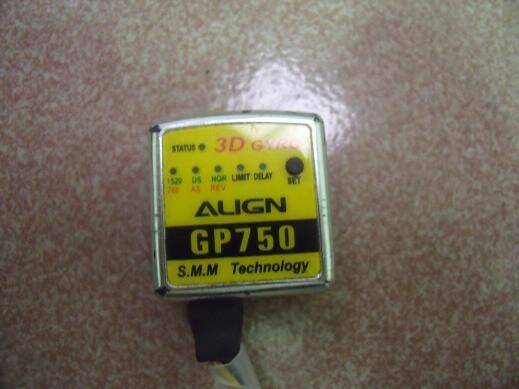 STATUS 3D GYRO
1520 DS NOR LIMIT DELAY SET
760 AS REV
ALIGN
GP750
S.M.M Technology